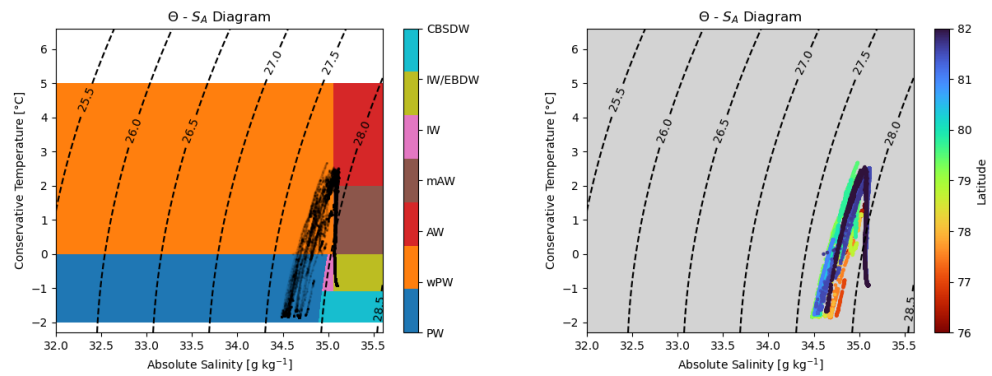 Θ - S_A Diagram
Conservative Temperature [°C]
6
5
4
3
2
1
0
−1
−2
25.5
26.0
26.5
27.0
27.5
28.0
28.5
32.0 32.5 33.0 33.5 34.0 34.5 35.0 35.5
Absolute Salinity [g kg⁻¹]
CBSDW
IW/EBDW
IW
mAW
AW
wPW
PW
Θ - S_A Diagram
Conservative Temperature [°C]
6
5
4
3
2
1
0
−1
−2
25.5
26.0
26.5
27.0
27.5
28.0
28.5
32.0 32.5 33.0 33.5 34.0 34.5 35.0 35.5
Absolute Salinity [g kg⁻¹]
82
81
80
79
78
77
76
Latitude